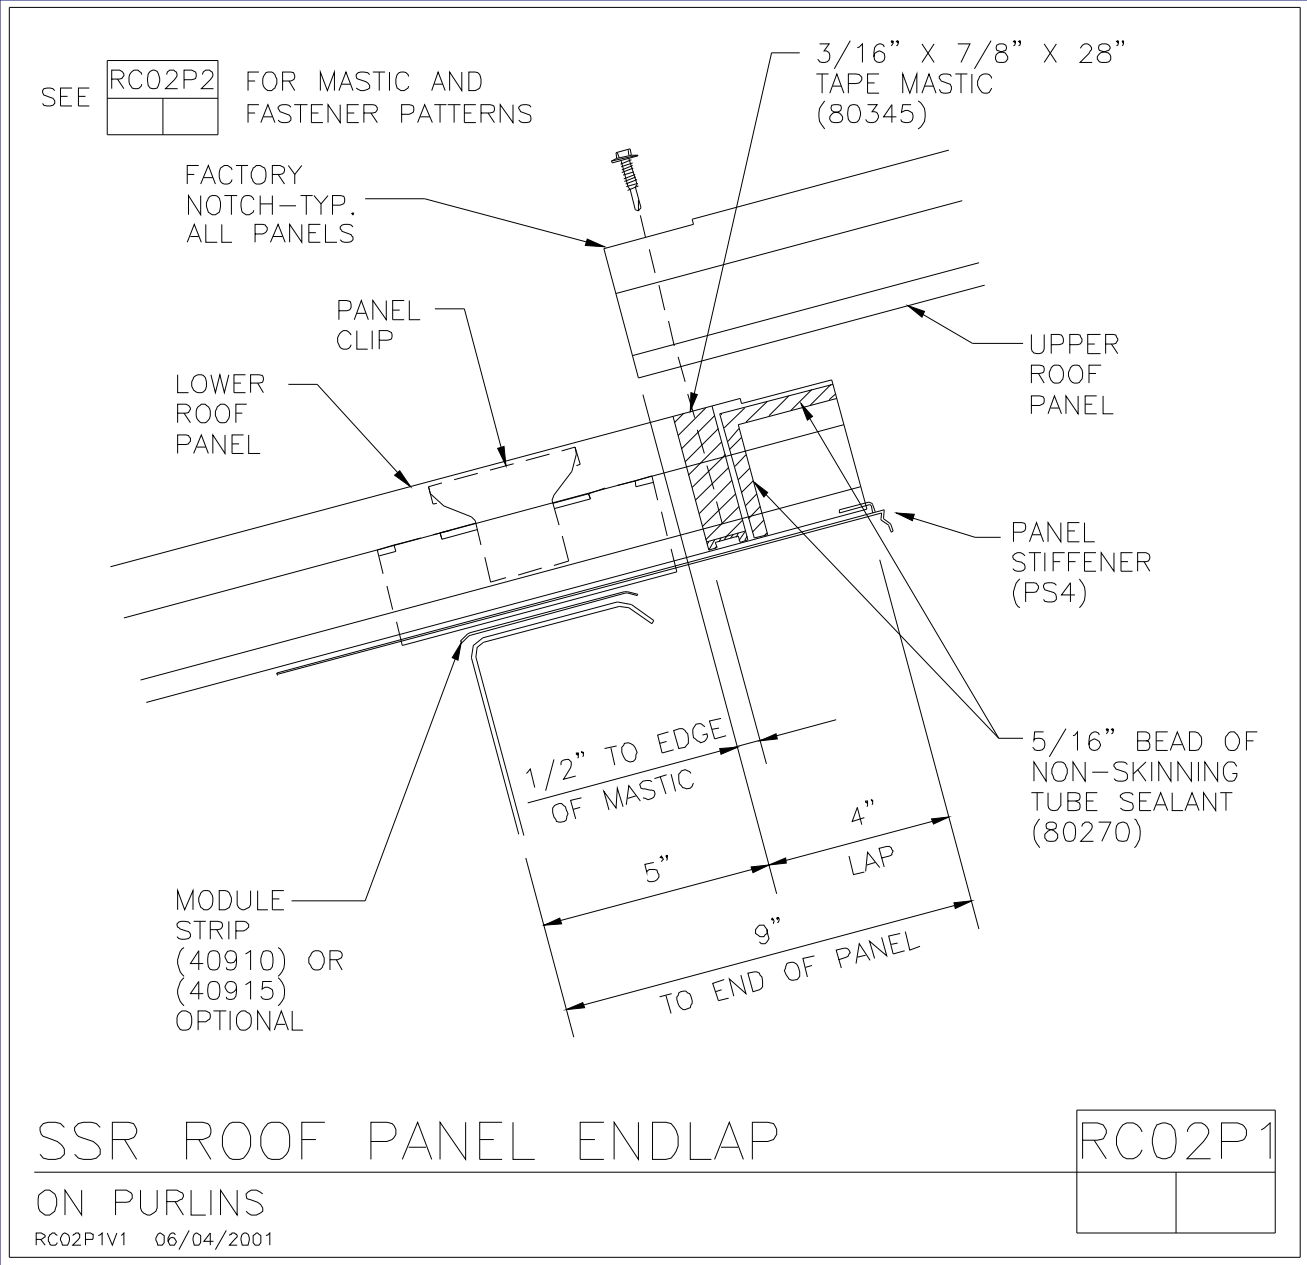 SEE RC02P2 FOR MASTIC AND
FASTENER PATTERNS
3/16" X 7/8" X 28"
TAPE MASTIC
(80345)
FACTORY
NOTCH-TYP.
ALL PANELS
PANEL
CLIP
LOWER
ROOF
PANEL
UPPER
ROOF
PANEL
PANEL
STIFFENER
(PS4)
1/2" TO EDGE
OF MASTIC
5/16" BEAD OF
NON-SKINNING
TUBE SEALANT
(80270)
5"
4"
LAP
9"
TO END OF PANEL
MODULE
STRIP
(40910) OR
(40915)
OPTIONAL
SSR ROOF PANEL ENDLAP
RC02P1
ON PURLINS
RC02P1V1 06/04/2001